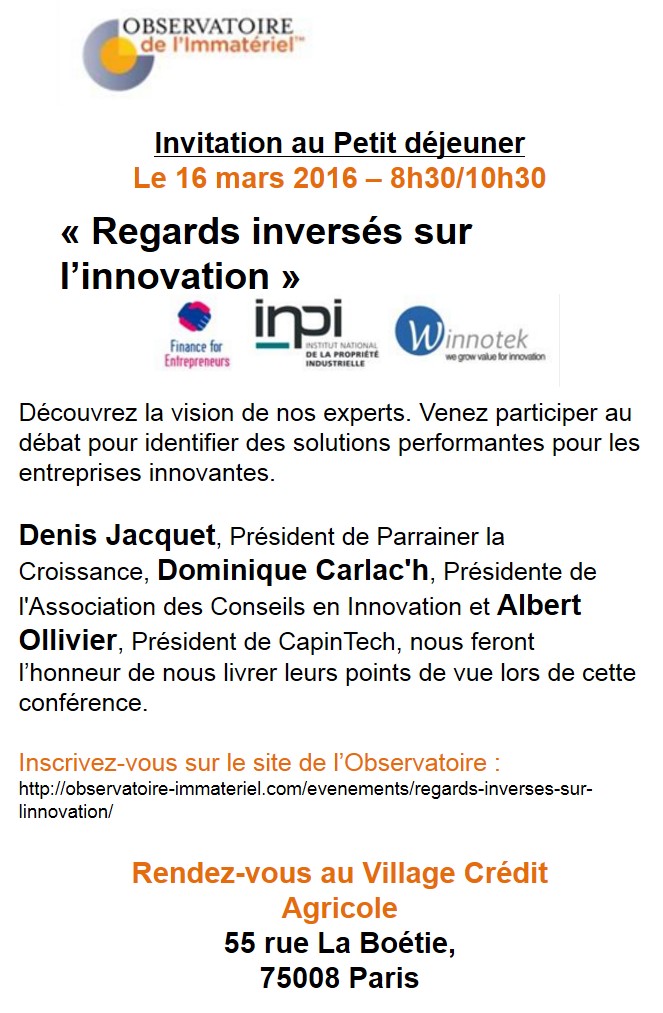 OBSERVATOIRE
de l'Immatériel™
Invitation au Petit déjeuner
Le 16 mars 2016 – 8h30/10h30
« Regards inversés sur
l’innovation »
Finance for
Entrepreneurs
inpi
INSTITUT NATIONAL
DE LA PROPRIÉTÉ
INDUSTRIELLE
Winnotek
we grow value for innovation
Découvrez la vision de nos experts. Venez participer au
débat pour identifier des solutions performantes pour les
entreprises innovantes.
Denis Jacquet, Président de Parrainer la
Croissance, Dominique Carlac'h, Présidente de
l'Association des Conseils en Innovation et Albert
Ollivier, Président de CapinTech, nous feront
l’honneur de nous livrer leurs points de vue lors de cette
conférence.
Inscrivez-vous sur le site de l’Observatoire :
http://observatoire-immateriel.com/evenements/regards-inverses-sur-
linnovation/
Rendez-vous au Village Crédit
Agricole
55 rue La Boétie,
75008 Paris